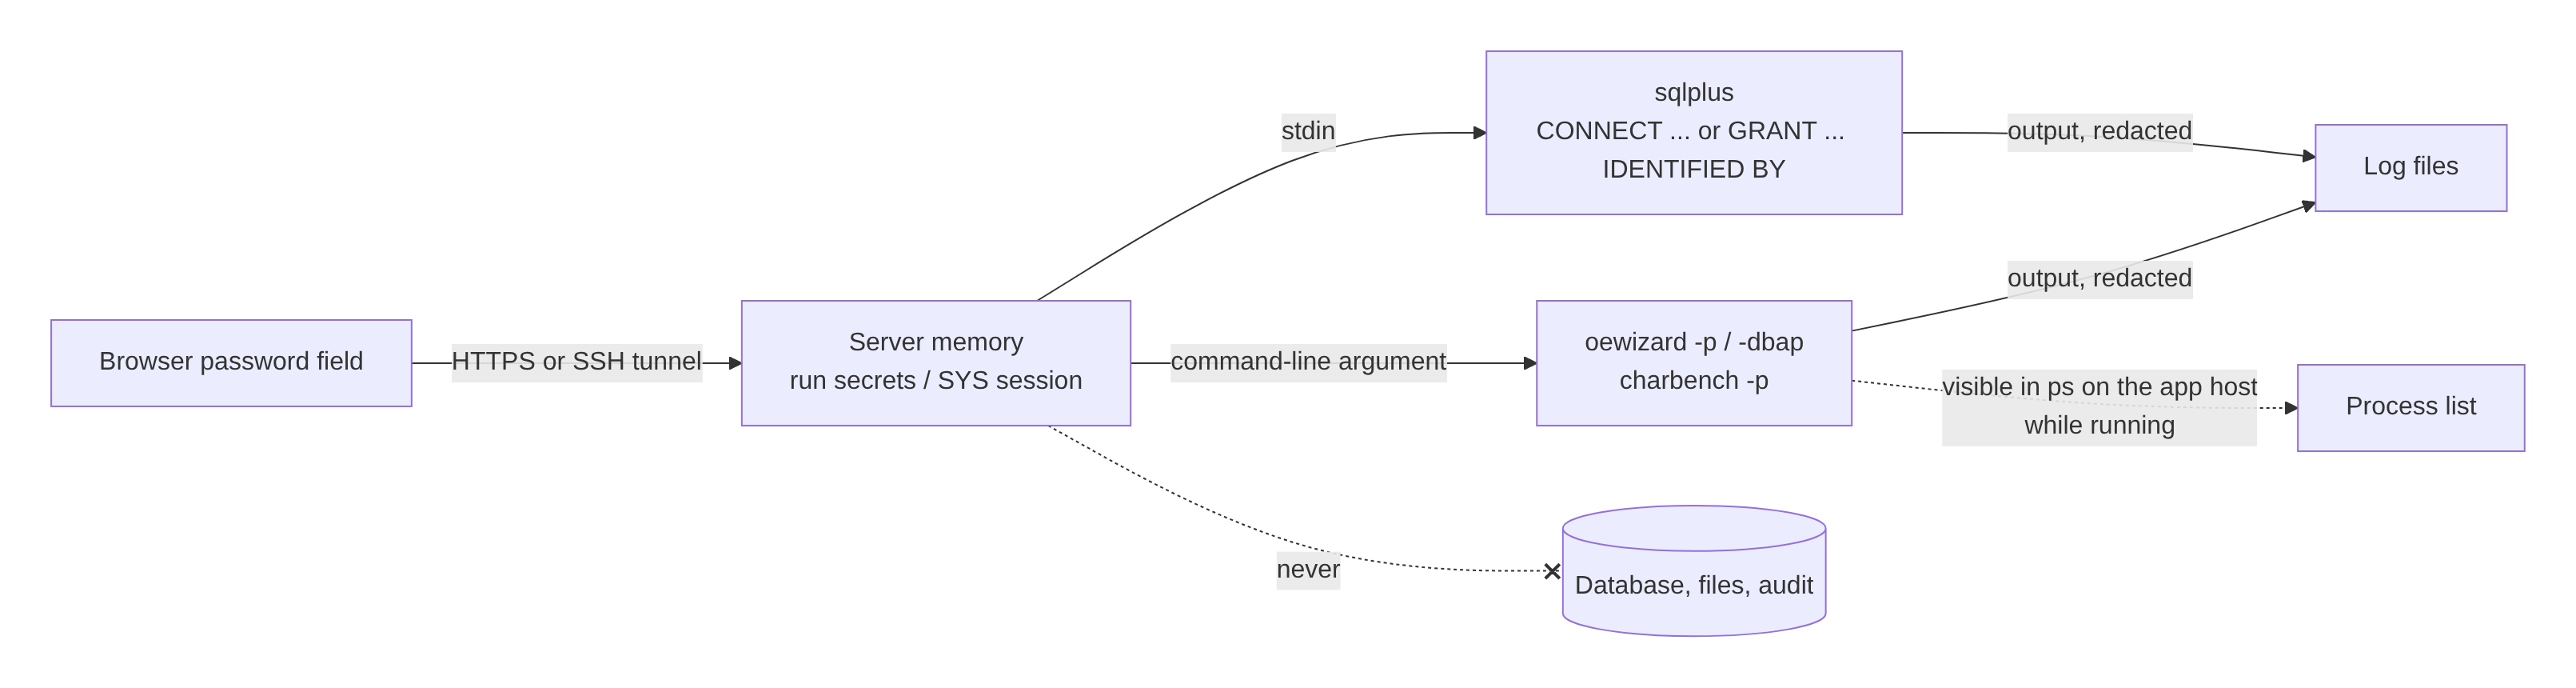 Browser password field
HTTPS or SSH tunnel
Server memory
run secrets / SYS session
stdin
sqlplus
CONNECT ... or GRANT ...
IDENTIFIED BY
output, redacted
Log files
command-line argument
oewizard -p / -dbap
charbench -p
output, redacted
visible in ps on the app host
while running
Process list
never
Database, files, audit